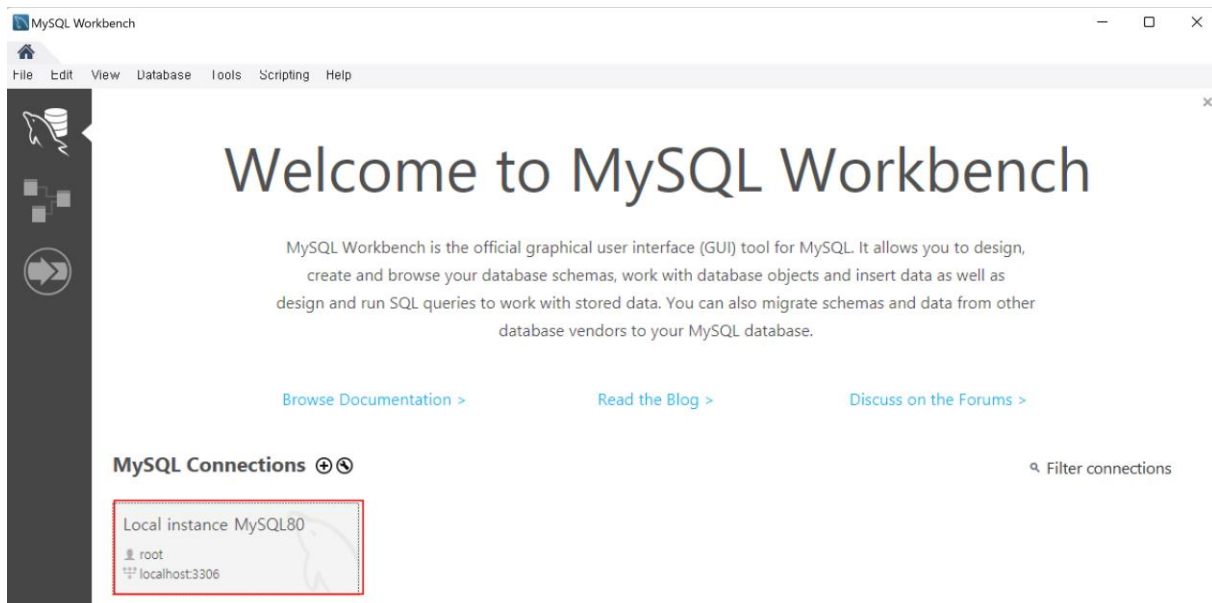 MySQL Workbench
File Edit View Database Tools Scripting Help
Welcome to MySQL Workbench
MySQL Workbench is the official graphical user interface (GUI) tool for MySQL. It allows you to design,
create and browse your database schemas, work with database objects and insert data as well as
design and run SQL queries to work with stored data. You can also migrate schemas and data from other
database vendors to your MySQL database.
Browse Documentation > Read the Blog > Discuss on the Forums >
MySQL Connections
Filter connections
Local instance MySQL80
root
localhost:3306